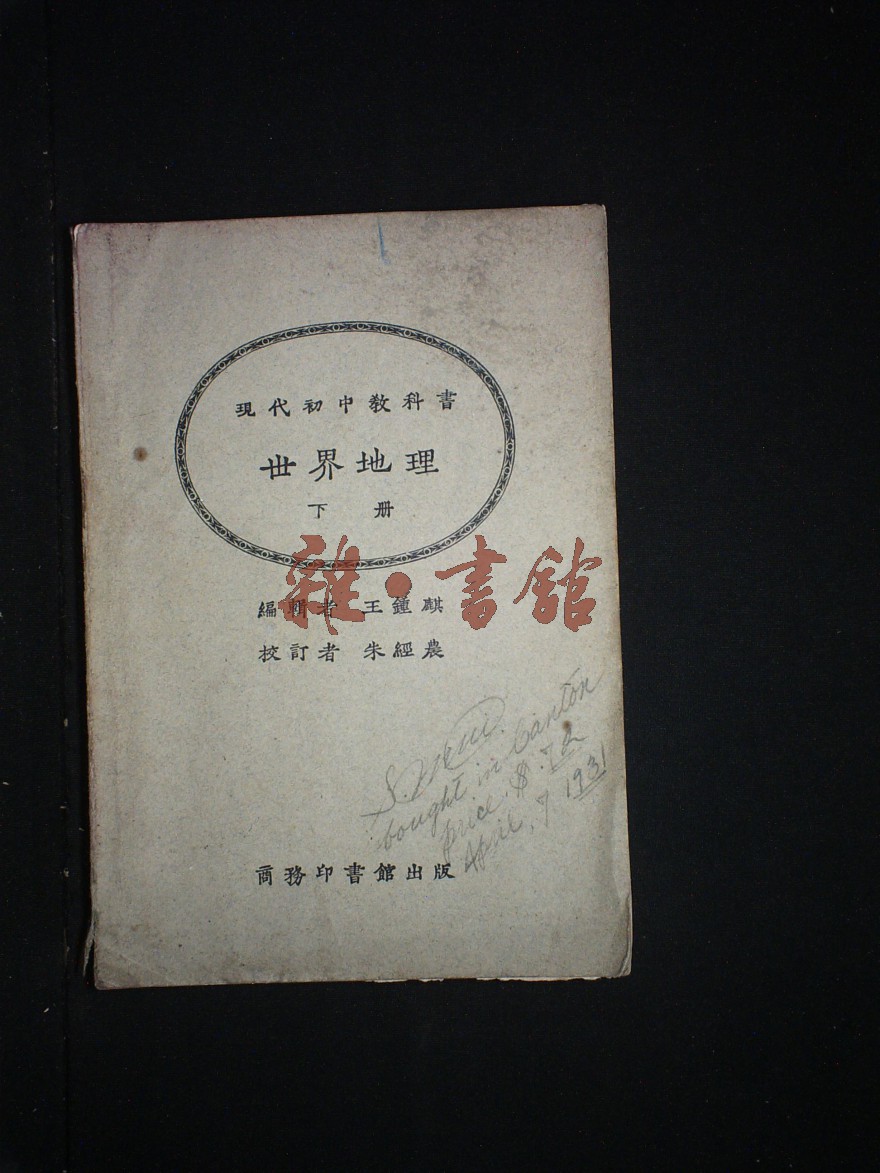 現代初中教科書
世界地理
下 册
雜·書館
編輯者 王鍾麒
校訂者 朱經農
bought in Canton
price. $
April, 7 1931
商務印書館出版